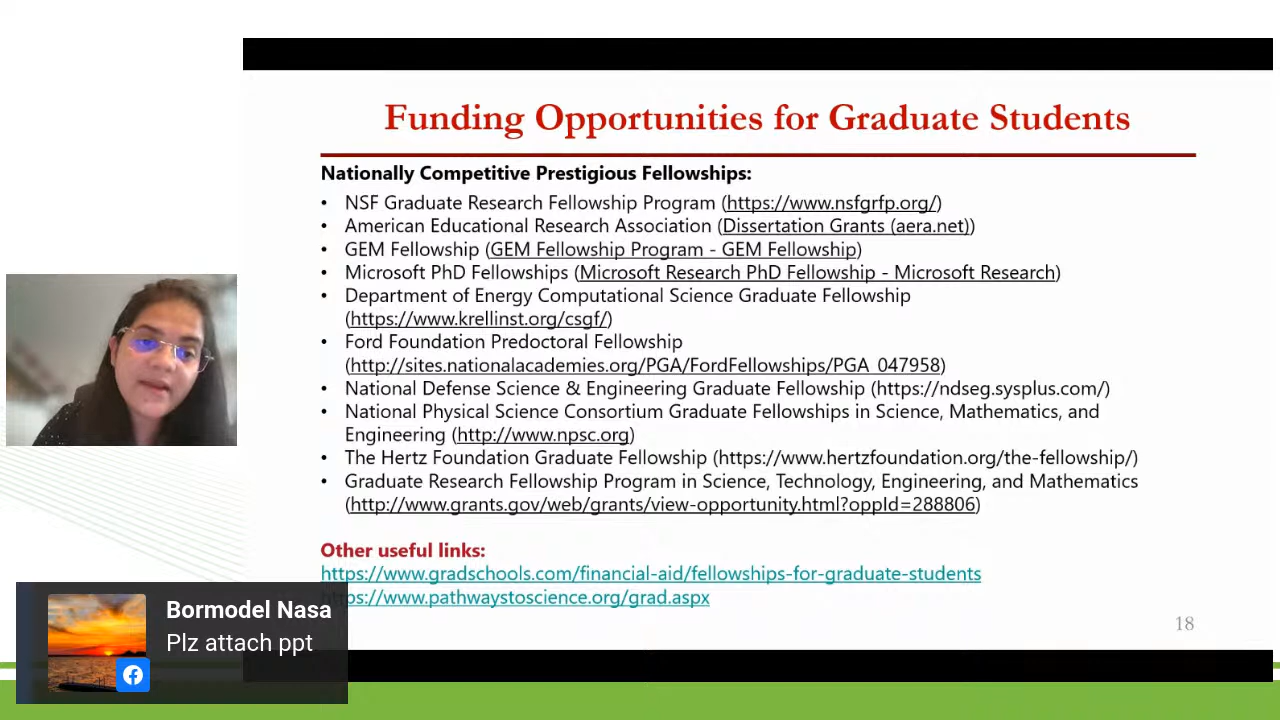 Funding Opportunities for Graduate Students
Nationally Competitive Prestigious Fellowships:
• NSF Graduate Research Fellowship Program (https://www.nsfgrfp.org/)
• American Educational Research Association (Dissertation Grants (aera.net))
• GEM Fellowship (GEM Fellowship Program - GEM Fellowship)
• Microsoft PhD Fellowships (Microsoft Research PhD Fellowship - Microsoft Research)
• Department of Energy Computational Science Graduate Fellowship
(https://www.krellinst.org/csgf/)
• Ford Foundation Predoctoral Fellowship
(http://sites.nationalacademies.org/PGA/FordFellowships/PGA_047958)
• National Defense Science & Engineering Graduate Fellowship (https://ndseg.sysplus.com/)
• National Physical Science Consortium Graduate Fellowships in Science, Mathematics, and
Engineering (http://www.npsc.org)
• The Hertz Foundation Graduate Fellowship (https://www.hertzfoundation.org/the-fellowship/)
• Graduate Research Fellowship Program in Science, Technology, Engineering, and Mathematics
(http://www.grants.gov/web/grants/view-opportunity.html?oppId=288806)
Other useful links:
https://www.gradschools.com/financial-aid/fellowships-for-graduate-students
https://www.pathwaystoscience.org/grad.aspx
18
Bormodel Nasa
Plz attach ppt